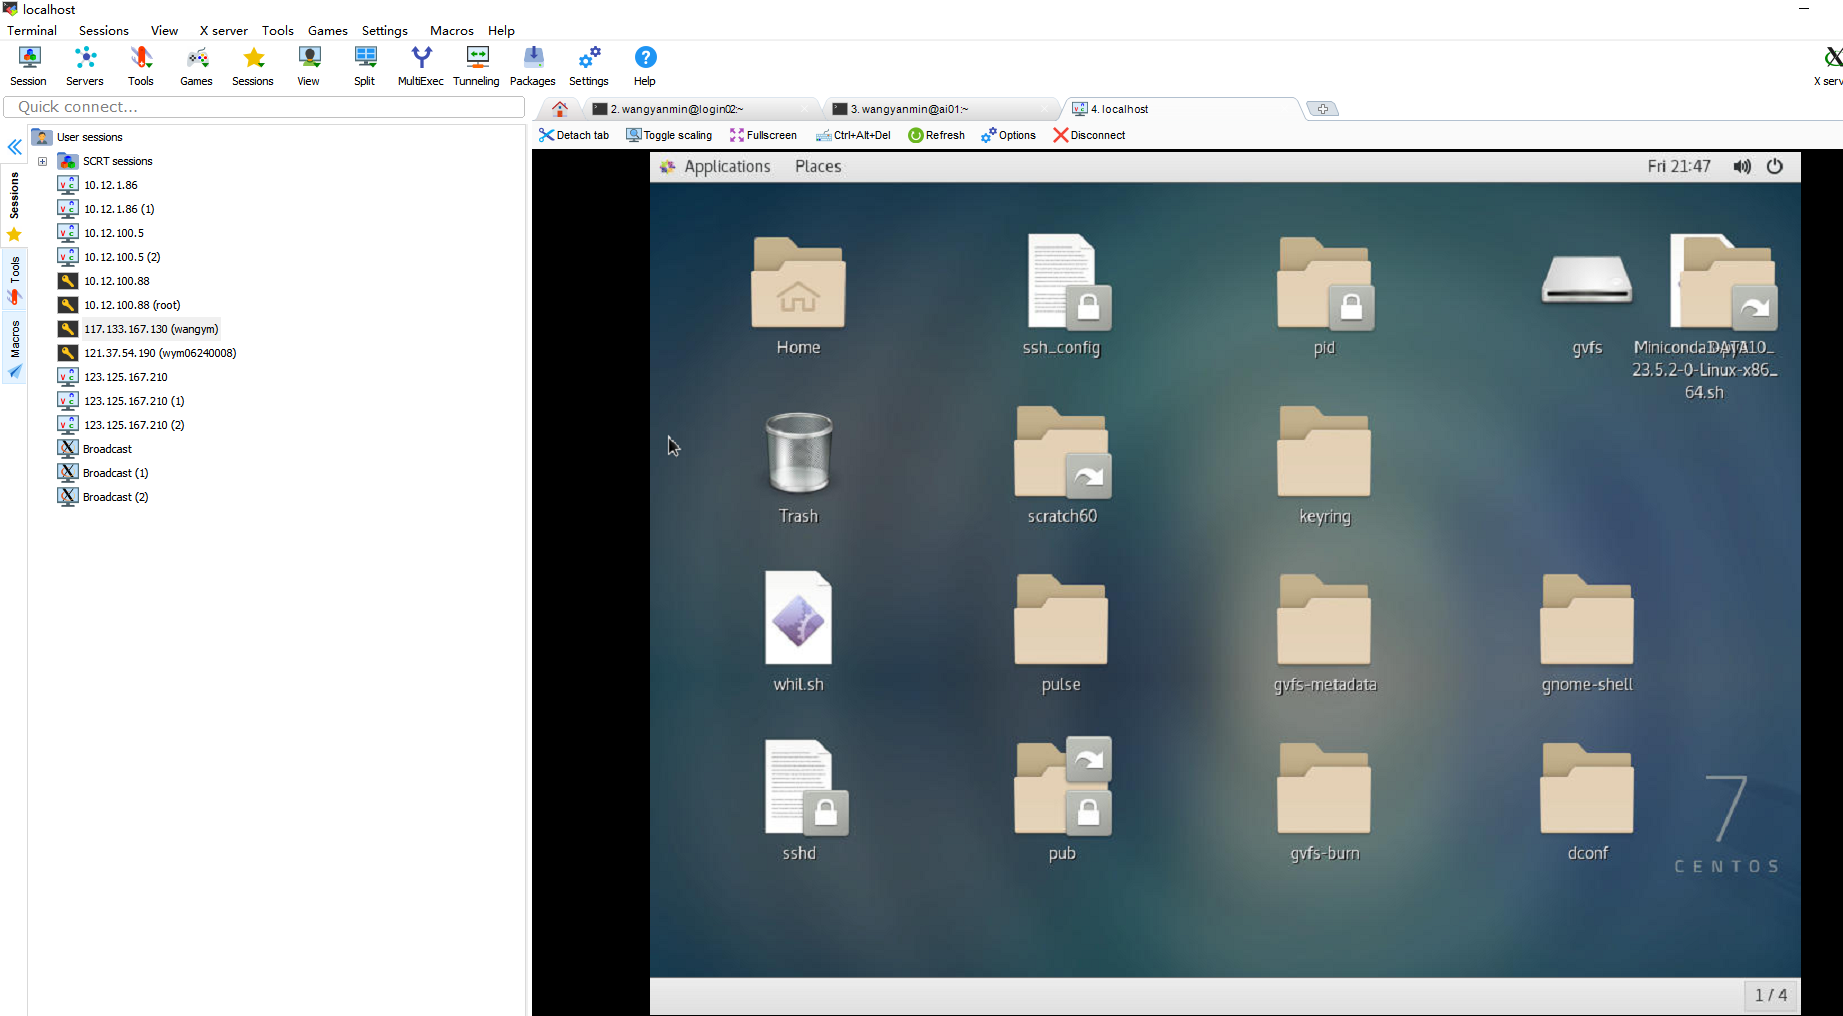 localhost
Terminal Sessions View X server Tools Games Settings Macros Help
Session Servers Tools Games Sessions View Split MultiExec Tunneling Packages Settings Help X serv
Quick connect...
2. wangyanmin@login02:~
3. wangyanmin@ai01:~
4. localhost
Detach tab Toggle scaling Fullscreen Ctrl+Alt+Del Refresh Options Disconnect
Sessions
Tools
Macros
User sessions
SCRT sessions
10.12.1.86
10.12.1.86 (1)
10.12.100.5
10.12.100.5 (2)
10.12.100.88
10.12.100.88 (root)
117.133.167.130 (wangym)
121.37.54.190 (wym06240008)
123.125.167.210
123.125.167.210 (1)
123.125.167.210 (2)
Broadcast
Broadcast (1)
Broadcast (2)
Applications Places Fri 21:47
Home ssh_config pid gvfs
23.5.2-0-Linux-x86_
64.sh
Trash scratch60 keyring
whil.sh pulse gvfs-metadata gnome-shell
sshd pub gvfs-burn dconf
7
CENTOS
1 / 4